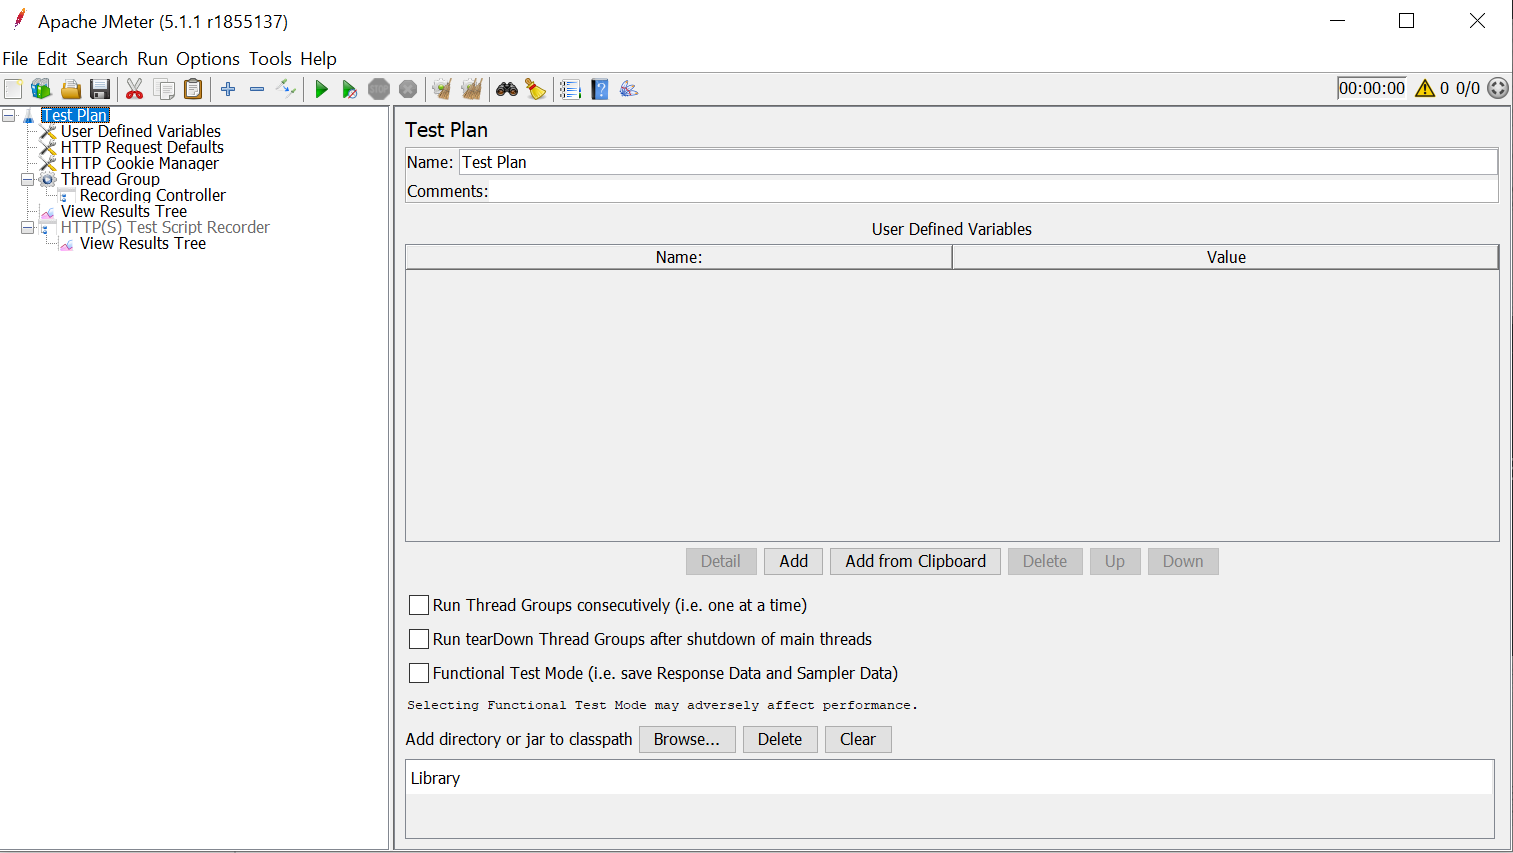 Apache JMeter (5.1.1 r1855137)
File Edit Search Run Options Tools Help
STOP
?
00:00:00 0 0/0
Test Plan
User Defined Variables
HTTP Request Defaults
HTTP Cookie Manager
Thread Group
Recording Controller
View Results Tree
HTTP(S) Test Script Recorder
View Results Tree
Test Plan
Name: Test Plan
Comments:
User Defined Variables
Name: Value
Detail Add Add from Clipboard Delete Up Down
Run Thread Groups consecutively (i.e. one at a time)
Run tearDown Thread Groups after shutdown of main threads
Functional Test Mode (i.e. save Response Data and Sampler Data)
Selecting Functional Test Mode may adversely affect performance.
Add directory or jar to classpath Browse... Delete Clear
Library